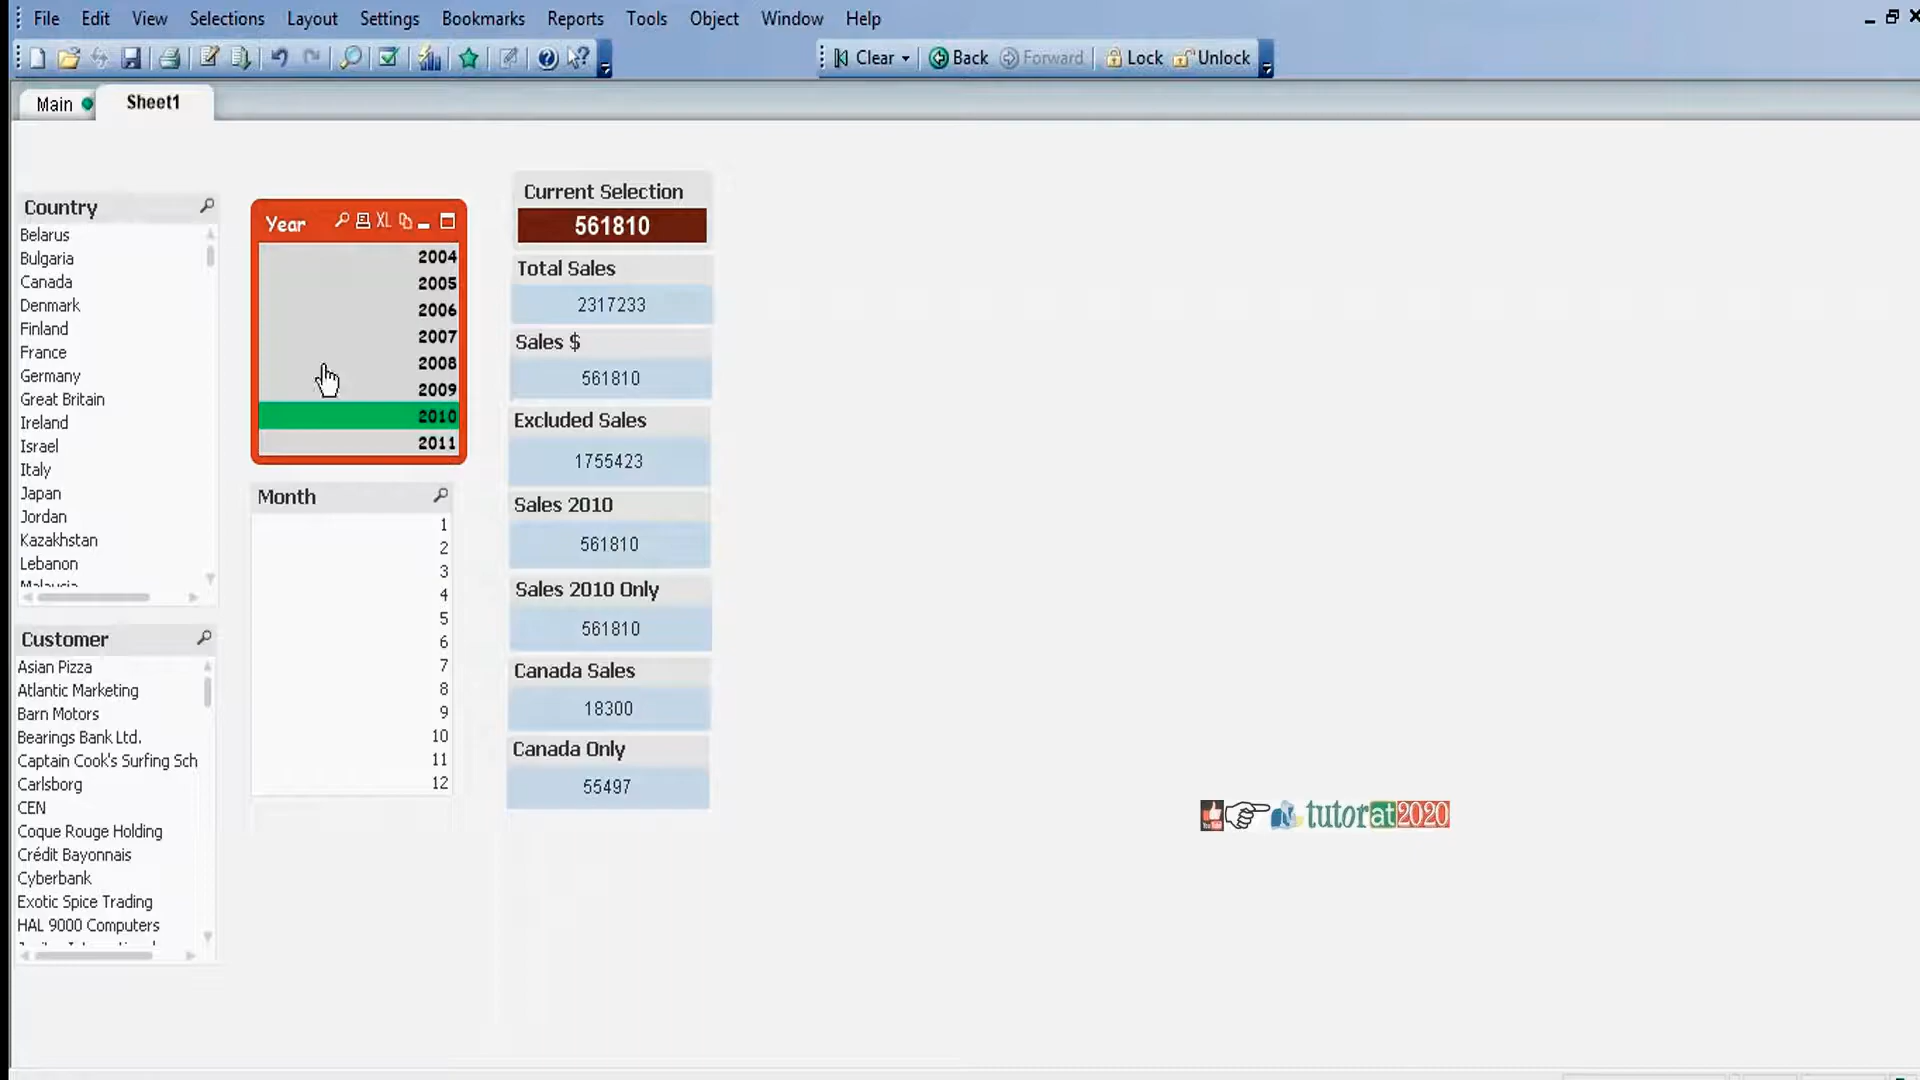 File Edit View Selections Layout Settings Bookmarks Reports Tools Object Window Help
Clear Back Forward Lock Unlock
Main Sheet1
Country
Belarus
Bulgaria
Canada
Denmark
Finland
France
Germany
Great Britain
Ireland
Israel
Italy
Japan
Jordan
Kazakhstan
Lebanon
Malaysia
Customer
Asian Pizza
Atlantic Marketing
Barn Motors
Bearings Bank Ltd.
Captain Cook's Surfing Sch
Carlsborg
CEN
Coque Rouge Holding
Crédit Bayonnais
Cyberbank
Exotic Spice Trading
HAL 9000 Computers
Year XL
2004
2005
2006
2007
2008
2009
2010
2011
Month
1
2
3
4
5
6
7
8
9
10
11
12
Current Selection
561810
Total Sales
2317233
Sales $
561810
Excluded Sales
1755423
Sales 2010
561810
Sales 2010 Only
561810
Canada Sales
18300
Canada Only
55497
tutorat2020